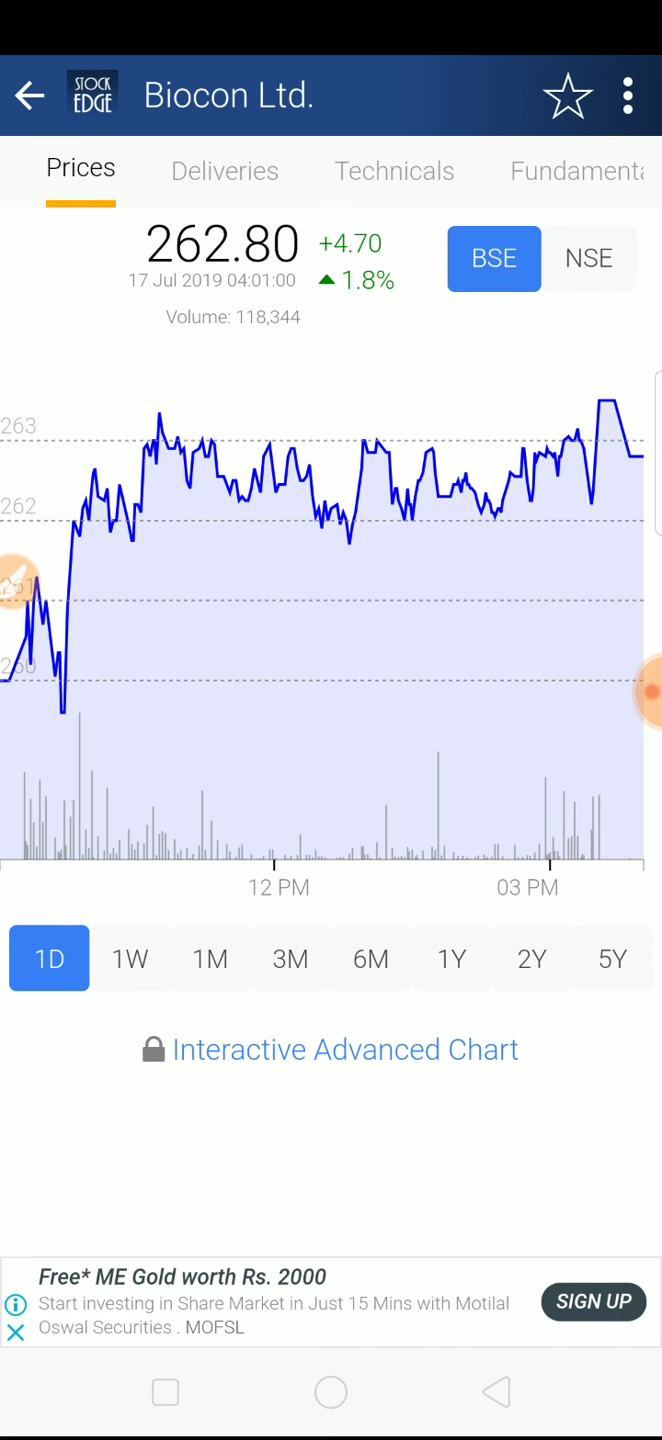 STOCK
EDGE
Biocon Ltd.
Prices
Deliveries
Technicals
Fundamenta
262.80
+4.70
BSE
NSE
17 Jul 2019 04:01:00
▲ 1.8%
Volume: 118,344
263
262
261
260
12 PM
03 PM
1D
1W
1M
3M
6M
1Y
2Y
5Y
Interactive Advanced Chart
Free* ME Gold worth Rs. 2000
Start investing in Share Market in Just 15 Mins with Motilal
Oswal Securities . MOFSL
SIGN UP